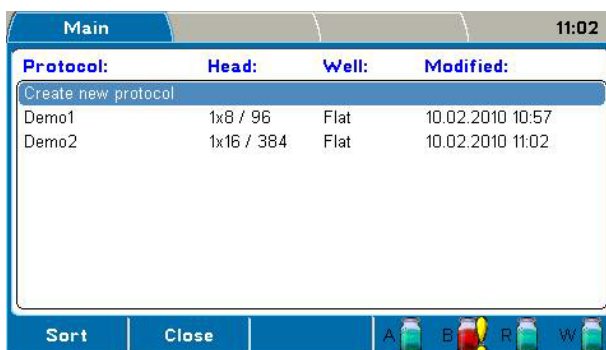 Main 11:02
Protocol: Head: Well: Modified:
Create new protocol
Demo1 1x8 / 96 Flat 10.02.2010 10:57
Demo2 1x16 / 384 Flat 10.02.2010 11:02
Sort Close A B R W